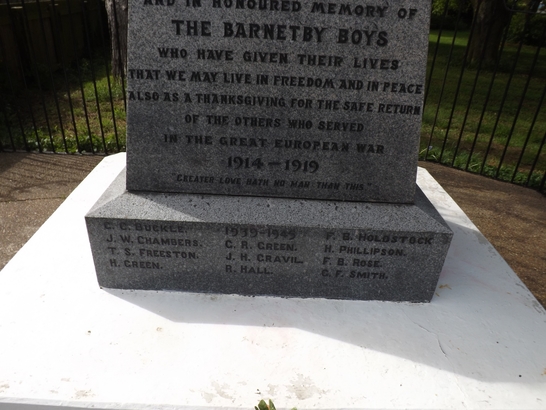 AND IN HONOURED MEMORY OF
THE BARNETBY BOYS
WHO HAVE GIVEN THEIR LIVES
THAT WE MAY LIVE IN FREEDOM AND IN PEACE
ALSO AS A THANKSGIVING FOR THE SAFE RETURN
OF THE OTHERS WHO SERVED
IN THE GREAT EUROPEAN WAR
1914—1919
"GREATER LOVE HATH NO MAN THAN THIS"
1939-1945
C. C. BUCKLE.
J. W. CHAMBERS.
T. S. FREESTON.
H. GREEN.
C. R. GREEN.
J. H. GRAVIL.
R. HALL.
F. B. HOLDSTOCK
H. PHILLIPSON.
F. B. ROSE.
G. F. SMITH.